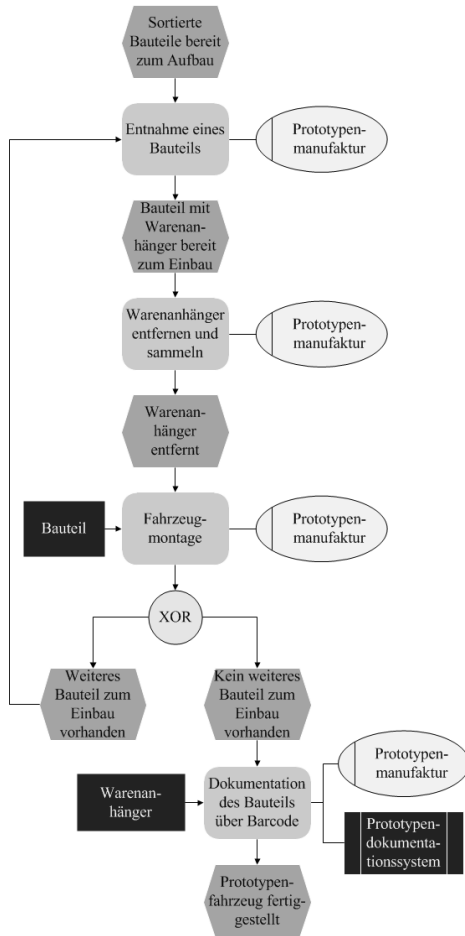 Sortierte
Bauteile bereit
zum Aufbau
Entnahme eines
Bauteils
Prototypen-
manufaktur
Bauteil mit
Warenan-
hänger bereit
zum Einbau
Warenanhänger
entfernen und
sammeln
Prototypen-
manufaktur
Warenan-
hänger
entfernt
Bauteil
Fahrzeug-
montage
Prototypen-
manufaktur
XOR
Weiteres
Bauteil zum
Einbau
vorhanden
Kein weiteres
Bauteil zum
Einbau
vorhanden
Warenan-
hänger
Dokumentation
des Bauteils
über Barcode
Prototypen-
manufaktur
Prototypen-
dokumenta-
tionssystem
Prototypen-
fahrzeug fertig-
gestellt